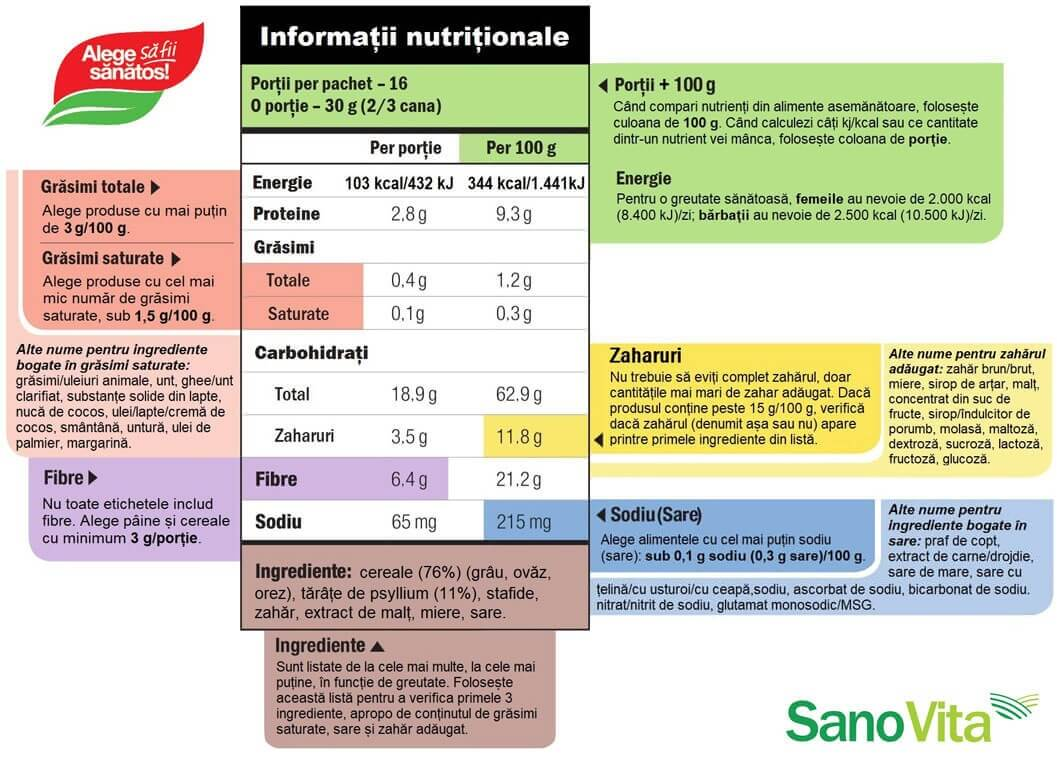 Alege să fii
sănătos!
Informații nutriționale
Porții per pachet – 16
O porție – 30 g (2/3 cana)
Per porție Per 100 g
Energie 103 kcal/432 kJ 344 kcal/1.441kJ
Proteine 2,8 g 9.3 g
Grăsimi
Totale 0.4 g 1.2 g
Saturate 0,1g 0.3 g
Carbohidrați
Total 18,9 g 62.9 g
Zaharuri 3.5 g 11.8 g
Fibre 6.4 g 21.2 g
Sodiu 65 mg 215 mg
Ingrediente: cereale (76%) (grâu, ovăz,
orez), tărâțe de psyllium (11%), stafide,
zahăr, extract de malț, miere, sare.
Ingrediente
Sunt listate de la cele mai multe, la cele mai
puține, în funcție de greutate. Folosește
această listă pentru a verifica primele 3
ingrediente, apropo de conținutul de grăsimi
saturate, sare și zahăr adăugat.
Grăsimi totale
Alege produse cu mai puțin
de 3 g/100 g.
Grăsimi saturate
Alege produse cu cel mai
mic număr de grăsimi
saturate, sub 1,5 g/100 g.
Alte nume pentru ingrediente
bogate în grăsimi saturate:
grăsimi/uleiuri animale, unt, ghee/unt
clarifiat, substanțe solide din lapte,
nucă de cocos, ulei/lapte/cremă de
cocos, smântână, untură, ulei de
palmier, margarină.
Fibre
Nu toate etichetele includ
fibre. Alege pâine și cereale
cu minimum 3 g/porție.
Porții + 100 g
Când compari nutrienți din alimente asemănătoare, folosește
culoana de 100 g. Când calculezi câți kj/kcal sau ce cantitate
dintr-un nutrient vei mânca, folosește coloana de porție.
Energie
Pentru o greutate sănătoasă, femeile au nevoie de 2.000 kcal
(8.400 kJ)/zi; bărbații au nevoie de 2.500 kcal (10.500 kJ)/zi.
Zaharuri
Nu trebuie să eviți complet zahărul, doar
cantitățile mai mari de zahar adăugat. Dacă
produsul conține peste 15 g/100 g, verifică
dacă zahărul (denumit așa sau nu) apare
printre primele ingrediente din listă.
Alte nume pentru zahărul
adăugat: zahăr brun/brut,
miere, sirop de arțar, malț,
concentrat din suc de
fructe, sirop/îndulcitor de
porumb, molasă, maltoză,
dextroză, sucroză, lactoză,
fructoză, glucoză.
Sodiu (Sare)
Alege alimentele cu cel mai puțin sodiu
(sare): sub 0,1 g sodiu (0,3 g sare)/100 g.
Alte nume pentru
ingrediente bogate în
sare: praf de copt,
extract de carne/drojdie,
sare de mare, sare cu
țelină/cu usturoi/cu ceapă,sodiu, ascorbat de sodiu, bicarbonat de sodiu.
nitrat/nitrit de sodiu, glutamat monosodic/MSG.
SanoVita